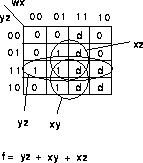 wx
yz 00 01 11 10
00 0 0 d 0
01 0 1 d 0 xz
11 1 1 d d
10 0 1 d d
yz xy
f = yz + xy + xz